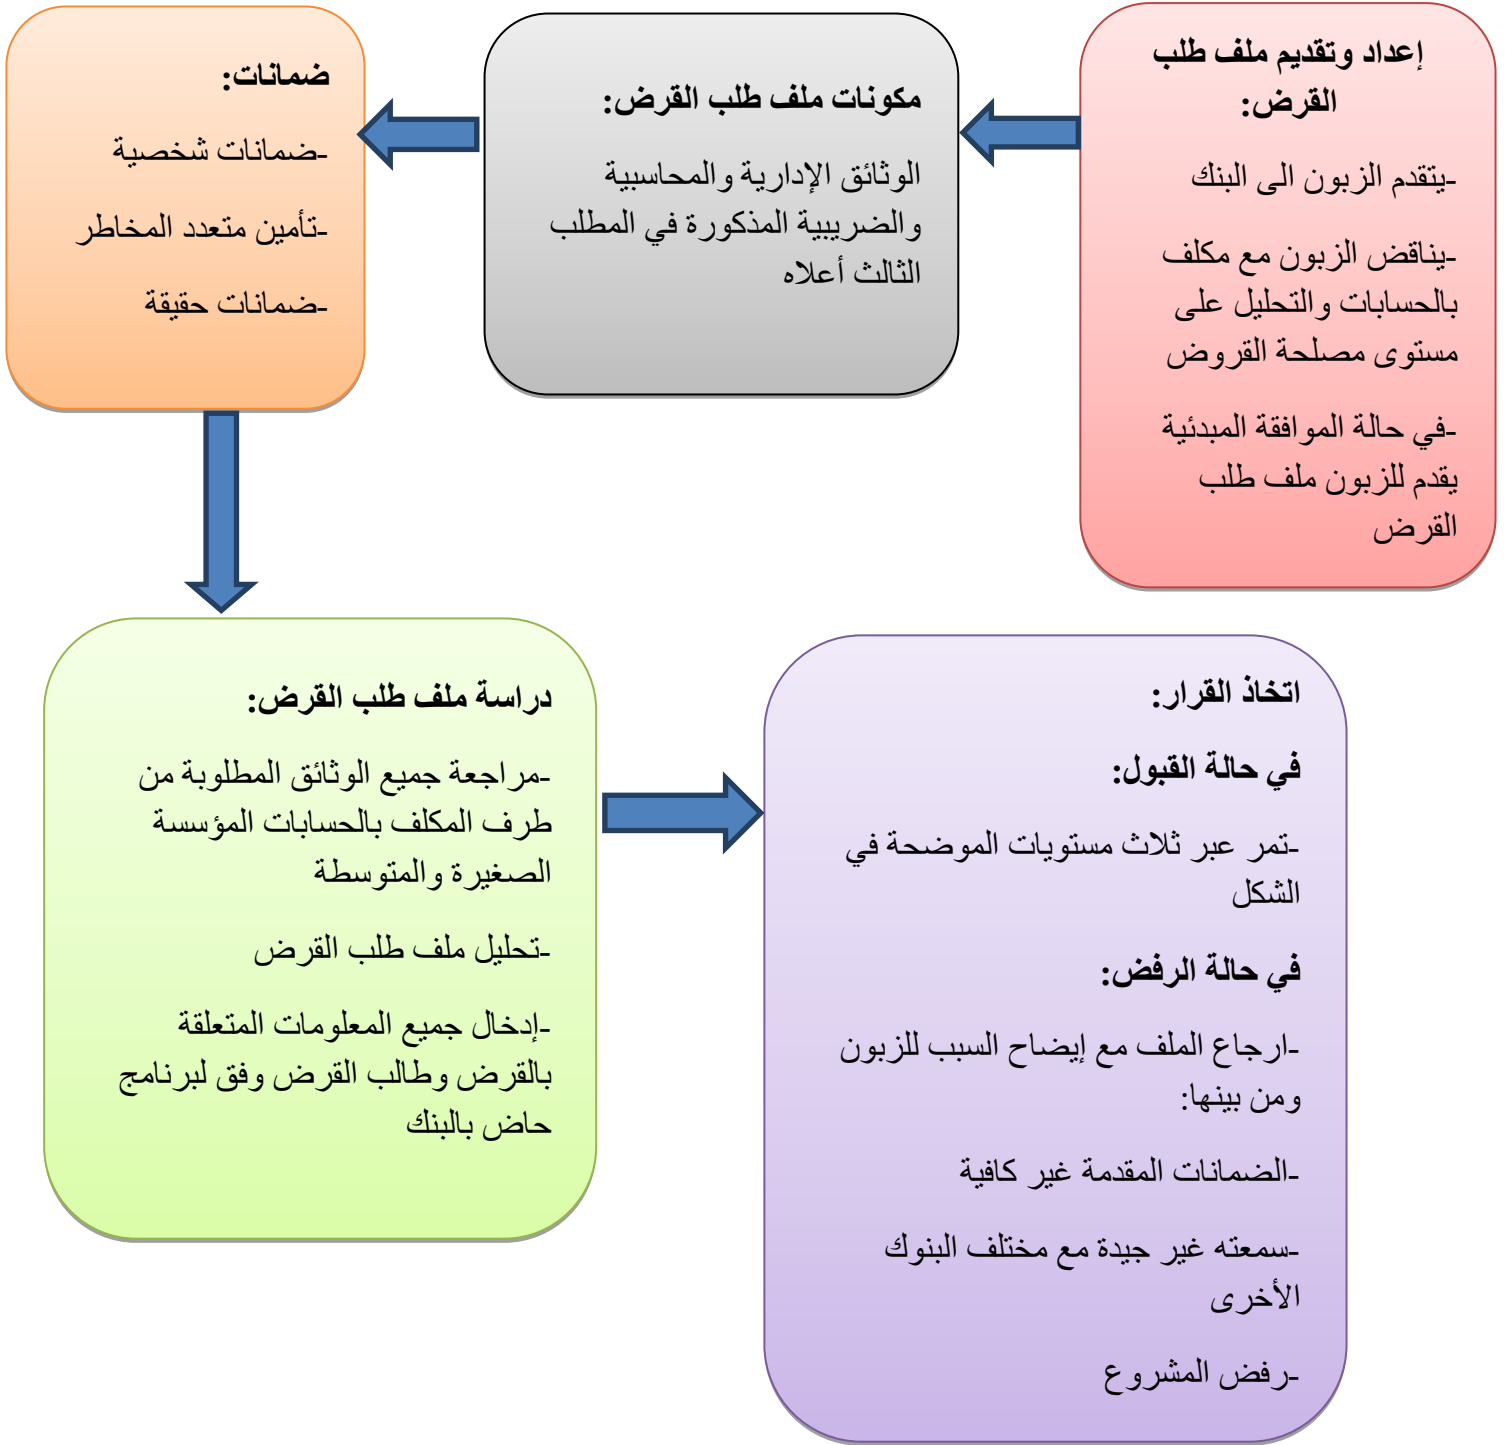 إعداد وتقديم ملف طلب
القرض:
-يتقدم الزبون الى البنك
-يناقض الزبون مع مكلف
بالحسابات والتحليل على
مستوى مصلحة القروض
-في حالة الموافقة المبدئية
يقدم للزبون ملف طلب
القرض
مكونات ملف طلب القرض:
الوثائق الإدارية والمحاسبية
والضريبية المذكورة في المطلب
الثالث أعلاه
ضمانات:
-ضمانات شخصية
-تأمين متعدد المخاطر
-ضمانات حقيقة
دراسة ملف طلب القرض:
-مراجعة جميع الوثائق المطلوبة من
طرف المكلف بالحسابات المؤسسة
الصغيرة والمتوسطة
-تحليل ملف طلب القرض
-إدخال جميع المعلومات المتعلقة
بالقرض وطالب القرض وفق لبرنامج
حاض بالبنك
اتخاذ القرار:
في حالة القبول:
-تمر عبر ثلاث مستويات الموضحة في
الشكل
في حالة الرفض:
-ارجاع الملف مع إيضاح السبب للزبون
ومن بينها:
-الضمانات المقدمة غير كافية
-سمعته غير جيدة مع مختلف البنوك
الأخرى
-رفض المشروع